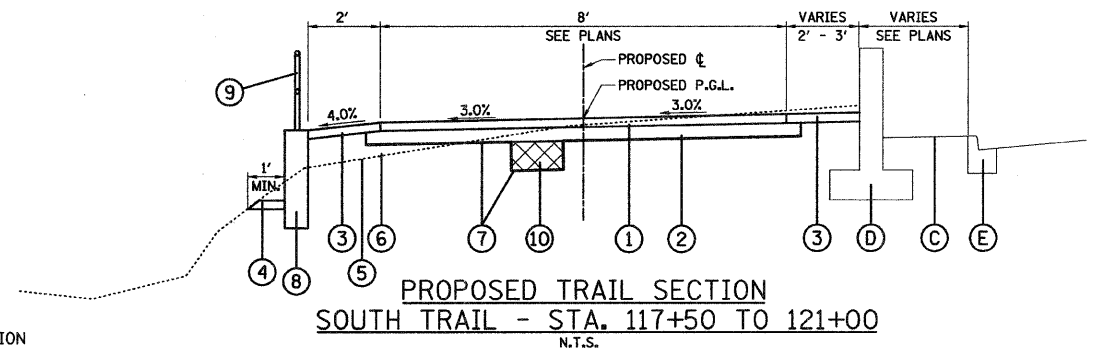 2'
8'
SEE PLANS
VARIES
2' - 3'
VARIES
SEE PLANS
PROPOSED ℄
PROPOSED P.G.L.
9
4.0%
3.0%
3.0%
1'
MIN.
4
8
3
5
6
7
10
1
2
3
D
C
E
PROPOSED TRAIL SECTION
SOUTH TRAIL - STA. 117+50 TO 121+00
N.T.S.
ION